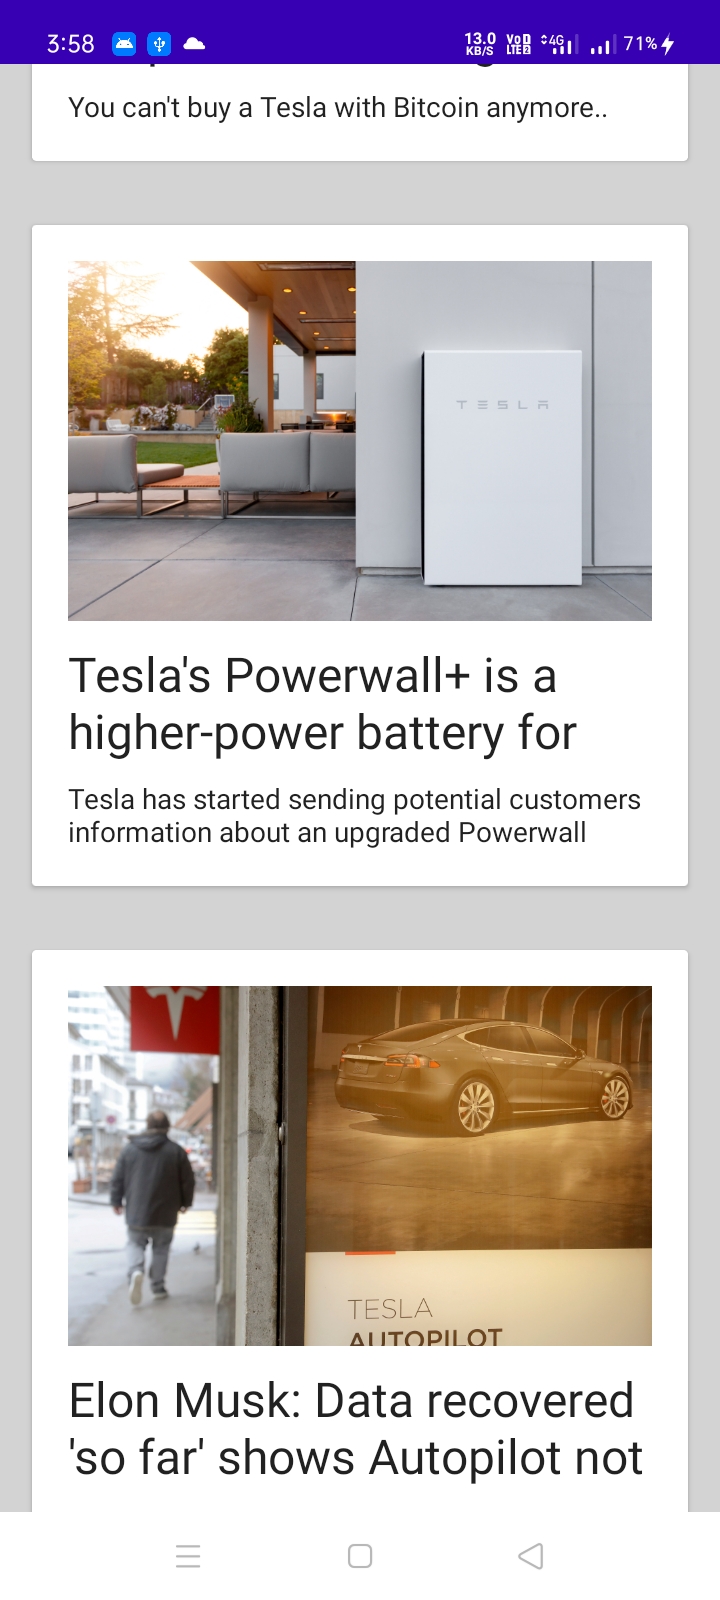 3:58
13.0
KB/S
VoD
LTE2
4G
71%
You can't buy a Tesla with Bitcoin anymore..
TESLA
Tesla's Powerwall+ is a
higher-power battery for
Tesla has started sending potential customers
information about an upgraded Powerwall
TESLA
AUTOPILOT
Elon Musk: Data recovered
'so far' shows Autopilot not